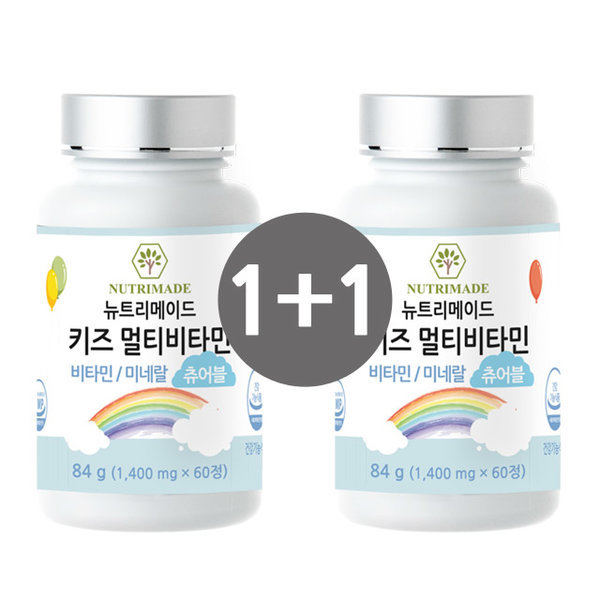 NUTRIMADE
뉴트리메이드
키즈 멀티비타민
비타민 / 미네랄 츄어블
84 g (1,400 mg × 60정)
1+1
NUTRIMADE
뉴트리메이드
키즈 멀티비타민
비타민 / 미네랄 츄어블
84 g (1,400 mg × 60정)